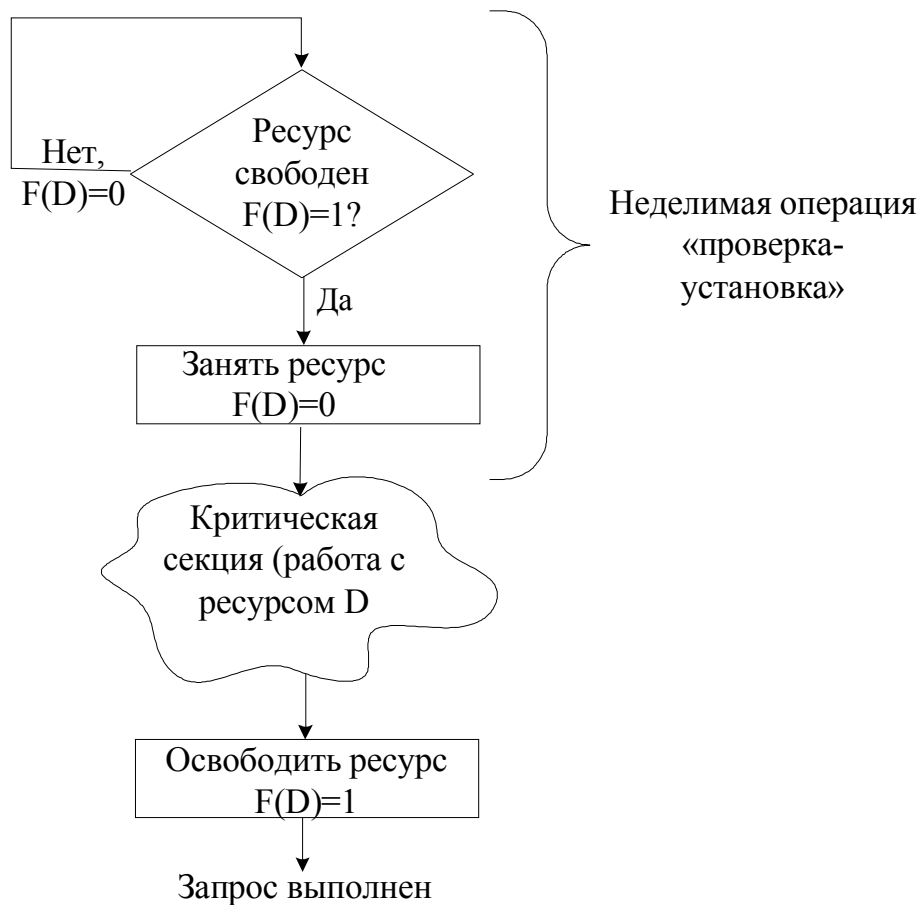 Ресурс
свободен
F(D)=1?
Нет,
F(D)=0
Да
Занять ресурс
F(D)=0
Неделимая операция
«проверка-
установка»
Критическая
секция (работа с
ресурсом D
Освободить ресурс
F(D)=1
Запрос выполнен